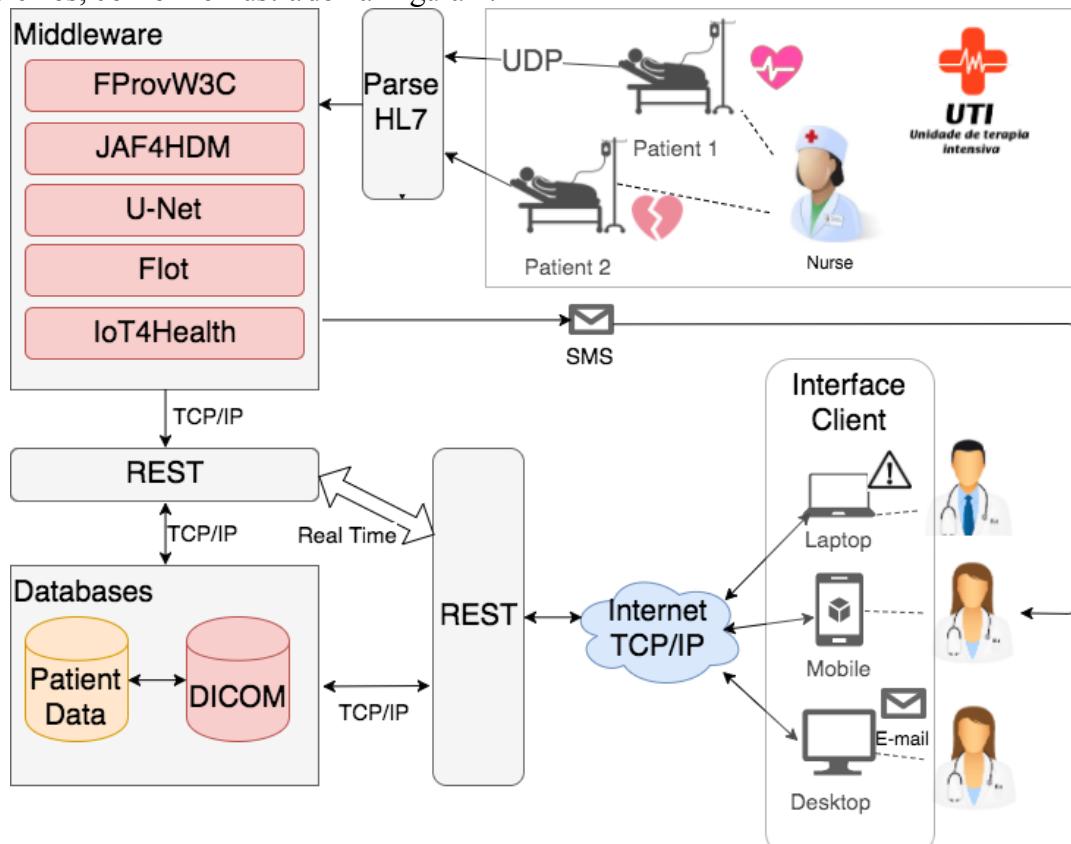 Middleware
FProvW3C
JAF4HDM
U-Net
Flot
IoT4Health
Parse
HL7
UDP
Patient 1
Patient 2
Nurse
UTI
Unidade de terapia
intensiva
SMS
TCP/IP
REST
TCP/IP
Real Time
Databases
Patient
Data
DICOM
TCP/IP
REST
Internet
TCP/IP
Interface
Client
Laptop
Mobile
E-mail
Desktop